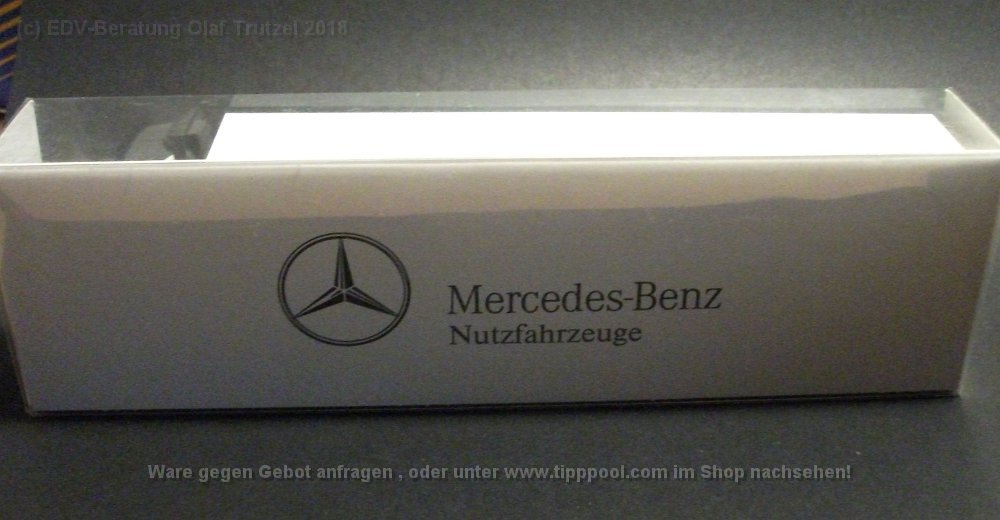 (c) EDV-Beratung Olaf Trutzel 2018
Mercedes-Benz
Nutzfahrzeuge
Ware gegen Gebot anfragen , oder unter www.tipppool.com im Shop nachsehen!